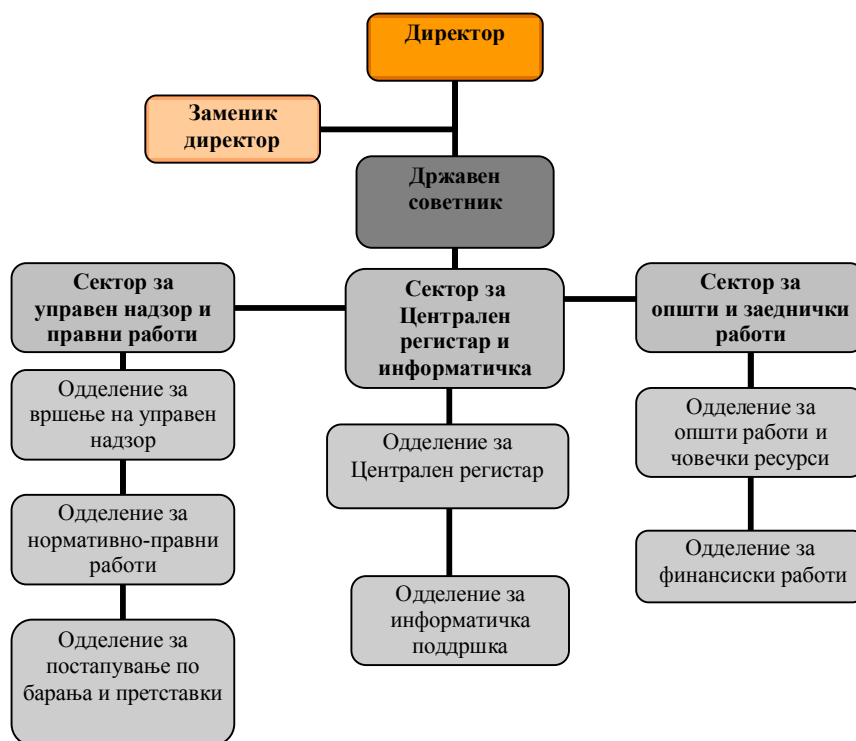 Директор
Заменик
директор
Државен
советник
Сектор за
управен надзор и
правни работи
Сектор за
Централен
регистар и
информатичка
Сектор за
општи и заеднички
работи
Одделение за
вршење на управен
надзор
Одделение за
Централен регистар
Одделение за
општи работи и
човечки ресурси
Одделение за
нормативно-правни
работи
Одделение за
информатичка
поддршка
Одделение за
финансиски работи
Одделение за
постапување по
барања и претставки